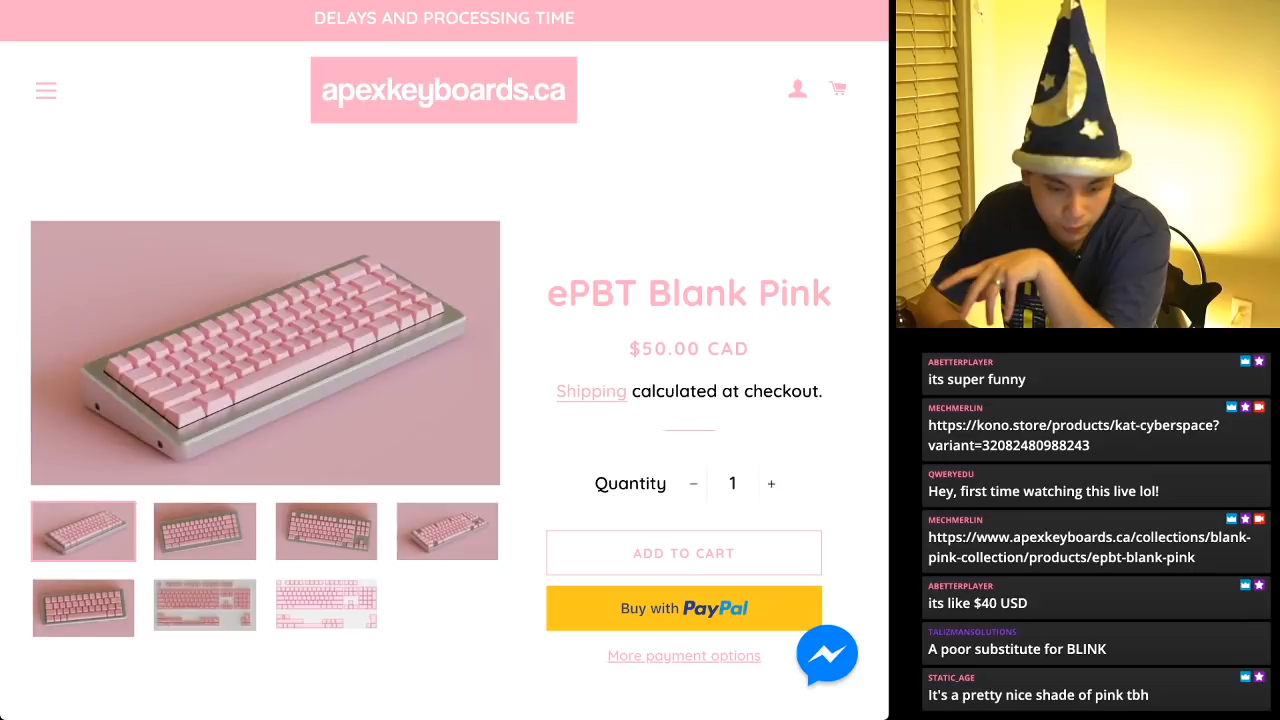 DELAYS AND PROCESSING TIME
apexkeyboards.ca
ePBT Blank Pink
$50.00 CAD
Shipping calculated at checkout.
Quantity − 1 +
ADD TO CART
Buy with PayPal
More payment options
ABETTERPLAYER
its super funny
MECHMERLIN
https://kono.store/products/kat-cyberspace?
variant=32082480988243
QWERYEDU
Hey, first time watching this live lol!
MECHMERLIN
https://www.apexkeyboards.ca/collections/blank-
pink-collection/products/epbt-blank-pink
ABETTERPLAYER
its like $40 USD
TALIZMANSOLUTIONS
A poor substitute for BLINK
STATIC_AGE
It's a pretty nice shade of pink tbh